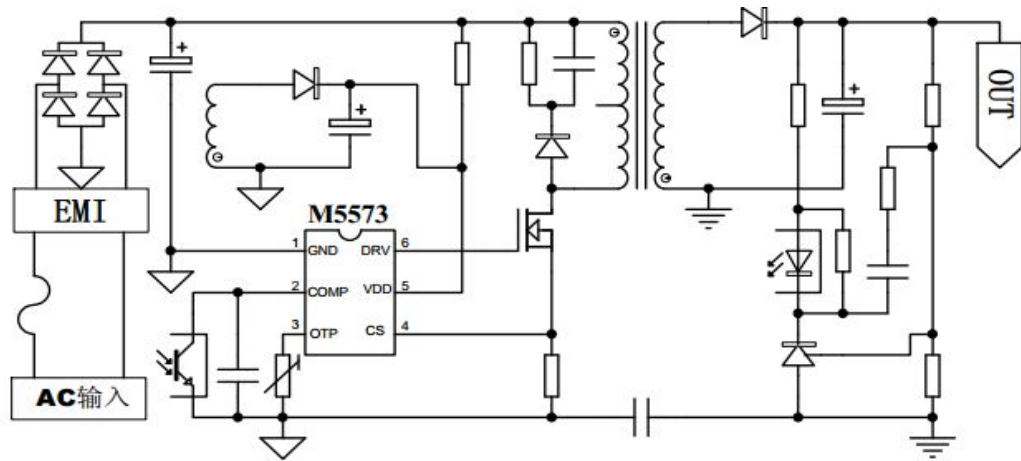 OUT
EMI
M5573
1 GND DRV 6
2 COMP VDD 5
3 OTP CS 4
AC输入